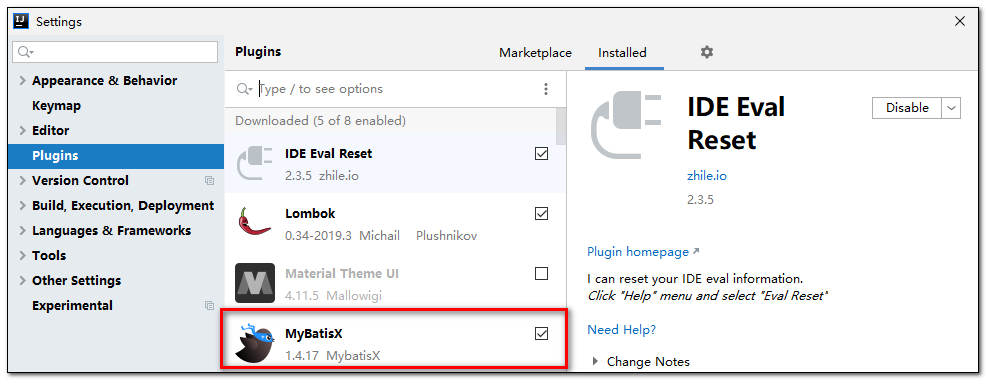 Settings
Plugins
Marketplace
Installed
Appearance & Behavior
Keymap
Editor
Plugins
Version Control
Build, Execution, Deployment
Languages & Frameworks
Tools
Other Settings
Experimental
Type / to see options
Downloaded (5 of 8 enabled)
IDE Eval Reset
2.3.5 zhile.io
Lombok
0.34-2019.3 Michail Plushnikov
Material Theme UI
4.11.5 Mallowigi
MyBatisX
1.4.17 MybatisX
IDE Eval
Reset
Disable
zhile.io
2.3.5
Plugin homepage ↗
I can reset your IDE eval information.
Click "Help" menu and select "Eval Reset"
Need Help?
Change Notes